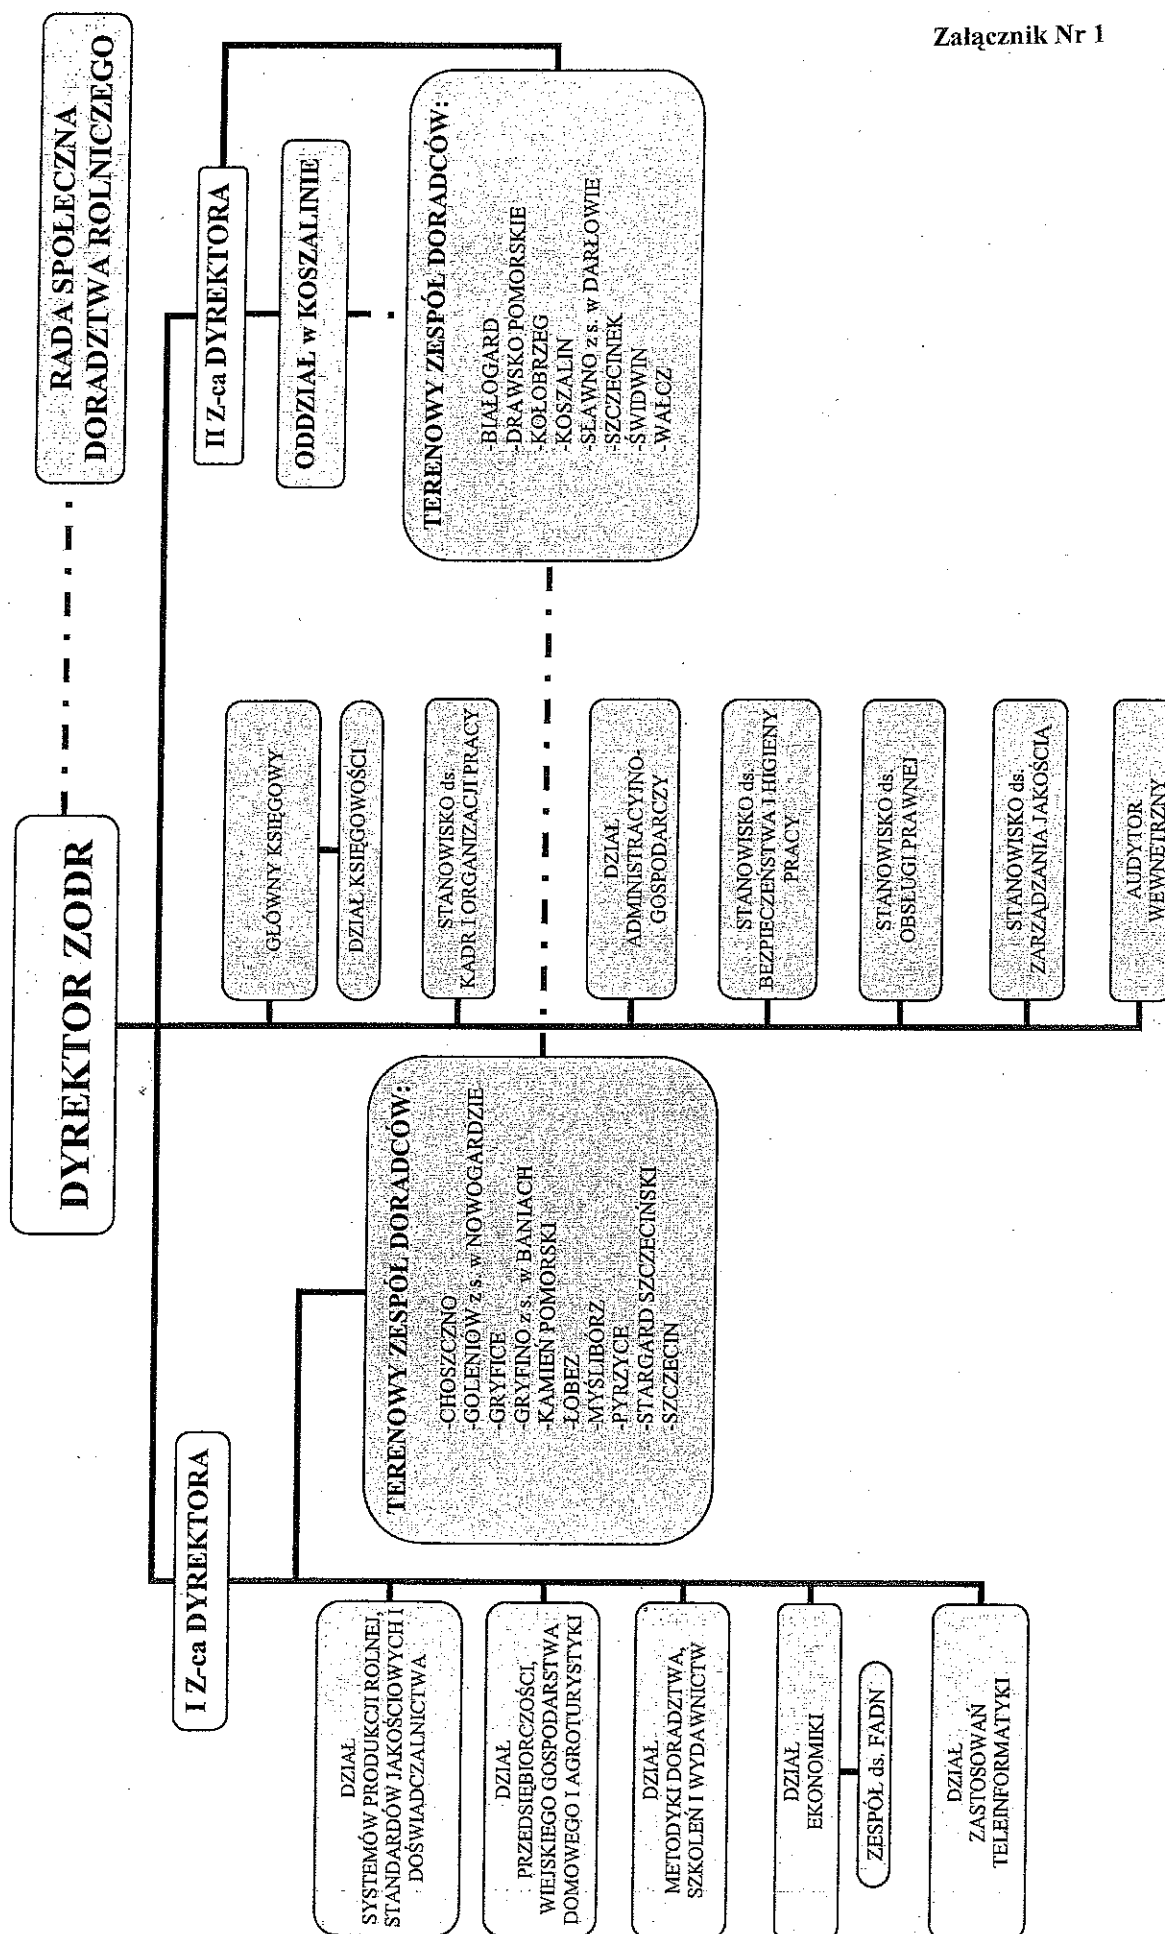 Załącznik Nr 1
DYREKTOR ZODR
RADA SPOŁECZNA
DORADZTWA ROLNICZEGO
I Z-ca DYREKTORA
DZIAŁ
SYSTEMÓW PRODUKCJI ROLNEJ,
STANDARDÓW JAKOŚCIOWYCH I
DOŚWIADCZALNICTWA
DZIAŁ
PRZEDSIĘBIORCZOŚCI,
WIEJSKIEGO GOSPODARSTWA
DOMOWEGO I AGROTURYSTYKI
DZIAŁ
METODYKI DORADZTWA,
SZKOLEŃ I WYDAWNICTW
DZIAŁ
EKONOMIKI
ZESPÓŁ ds. FADN
DZIAŁ
ZASTOSOWAŃ
TELEINFORMATYKI
TERENOWY ZESPÓŁ DORADCÓW:
-CHOSZCZNO
-GOLENIOW z s. w NOWOGARDZIE
-GRYFICE
-GRYFINO z s. w BANIACH
-KAMIEŃ POMORSKI
-ŁOBEZ
-MYŚLIBÓRZ
-PYRZYCE
-STARGARD SZCZECIŃSKI
-SZCZECIN
GŁÓWNY KSIĘGOWY
DZIAŁ KSIĘGOWOŚCI
STANOWISKO ds.
KADR I ORGANIZACJI PRACY
DZIAŁ
ADMINISTRACYJNO-
GOSPODARCZY
STANOWISKO ds.
BEZPIECZEŃSTWA I HIGIENY
PRACY
STANOWISKO ds.
OBSŁUGI PRAWNEJ
STANOWISKO ds.
ZARZĄDZANIA JAKOŚCIĄ
AUDYTOR
WEWNĘTRZNY
II Z-ca DYREKTORA
ODDZIAŁ w KOSZALINIE
TERENOWY ZESPÓŁ DORADCÓW:
-BIAŁOGARD
-DRAWSKO POMORSKIE
-KOŁOBRZEG
-KOSZALIN
-SŁAWNO z s. w DARŁOWIE
-SZCZECINEK
-ŚWIDWIN
-WAŁCZ